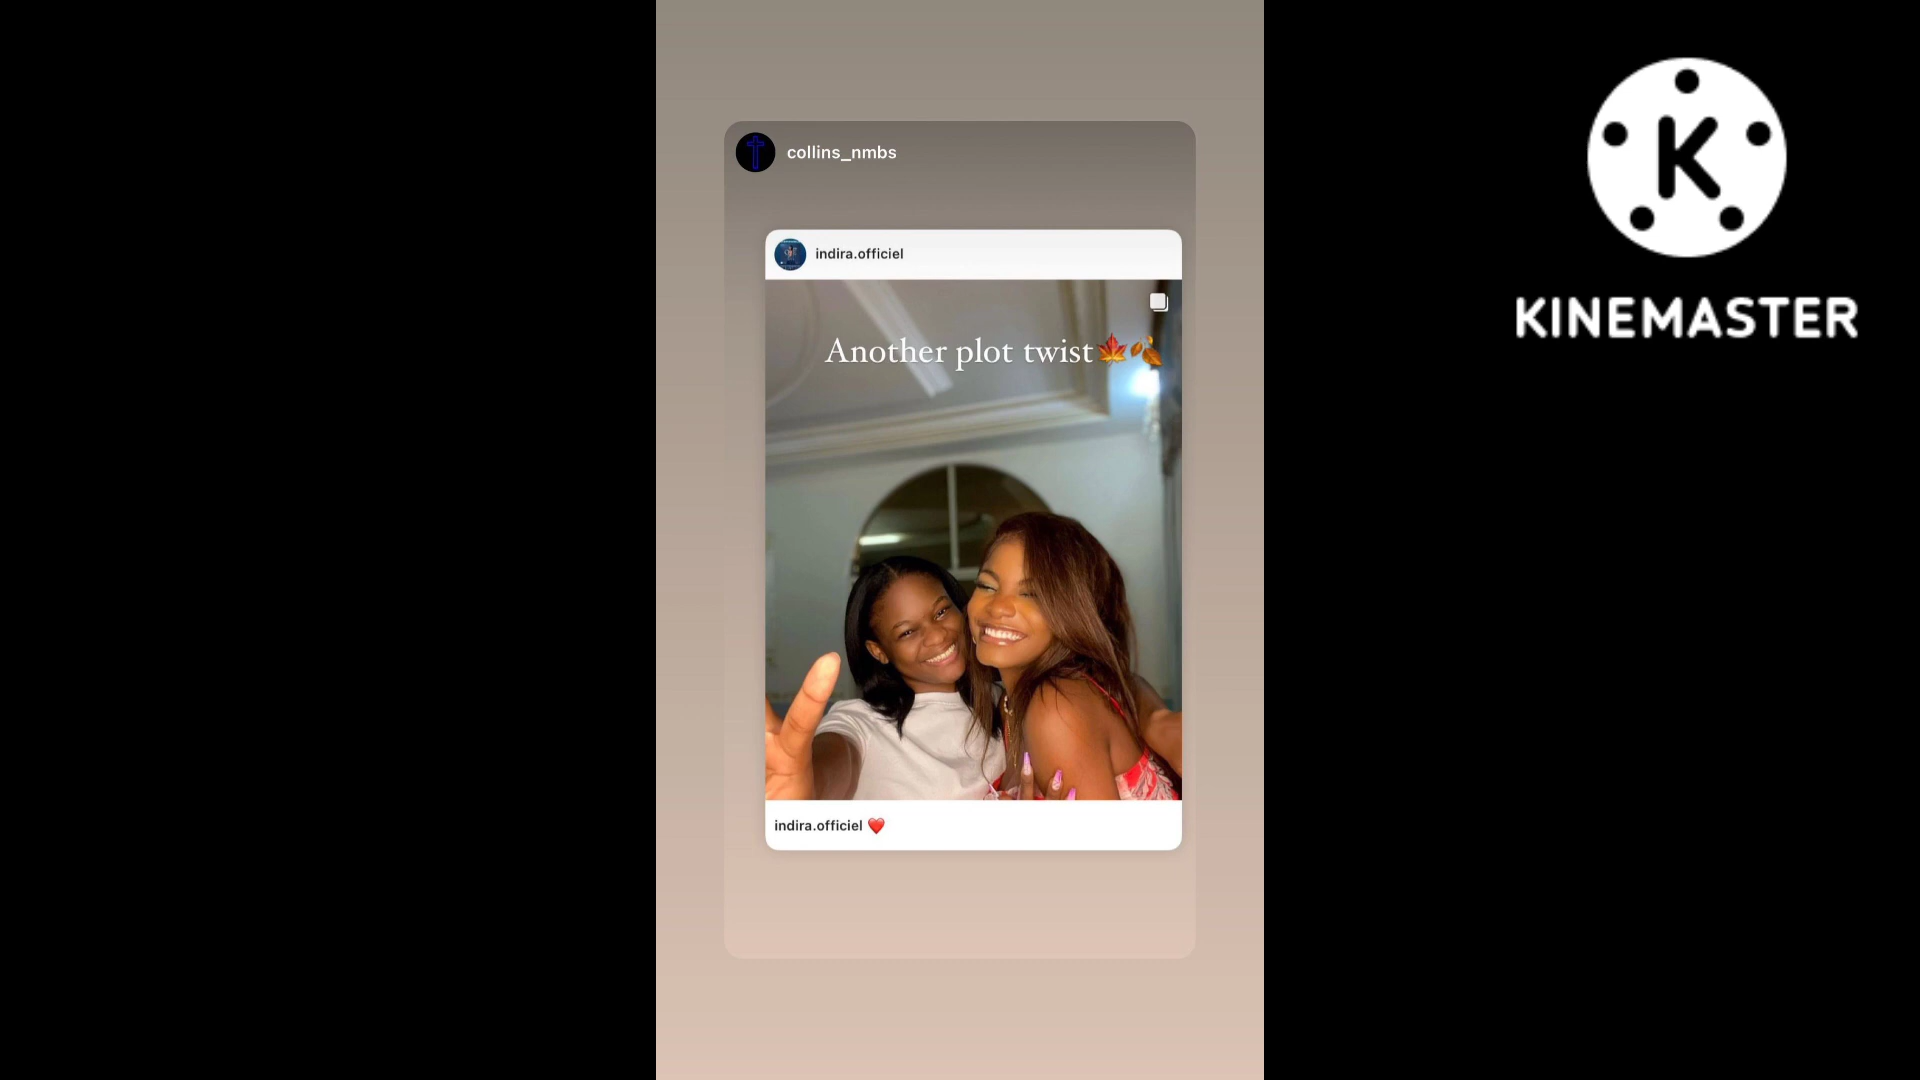 collins_nmbs
indira.officiel
Another plot twist🍁🍂
indira.officiel ❤️
KINEMASTER